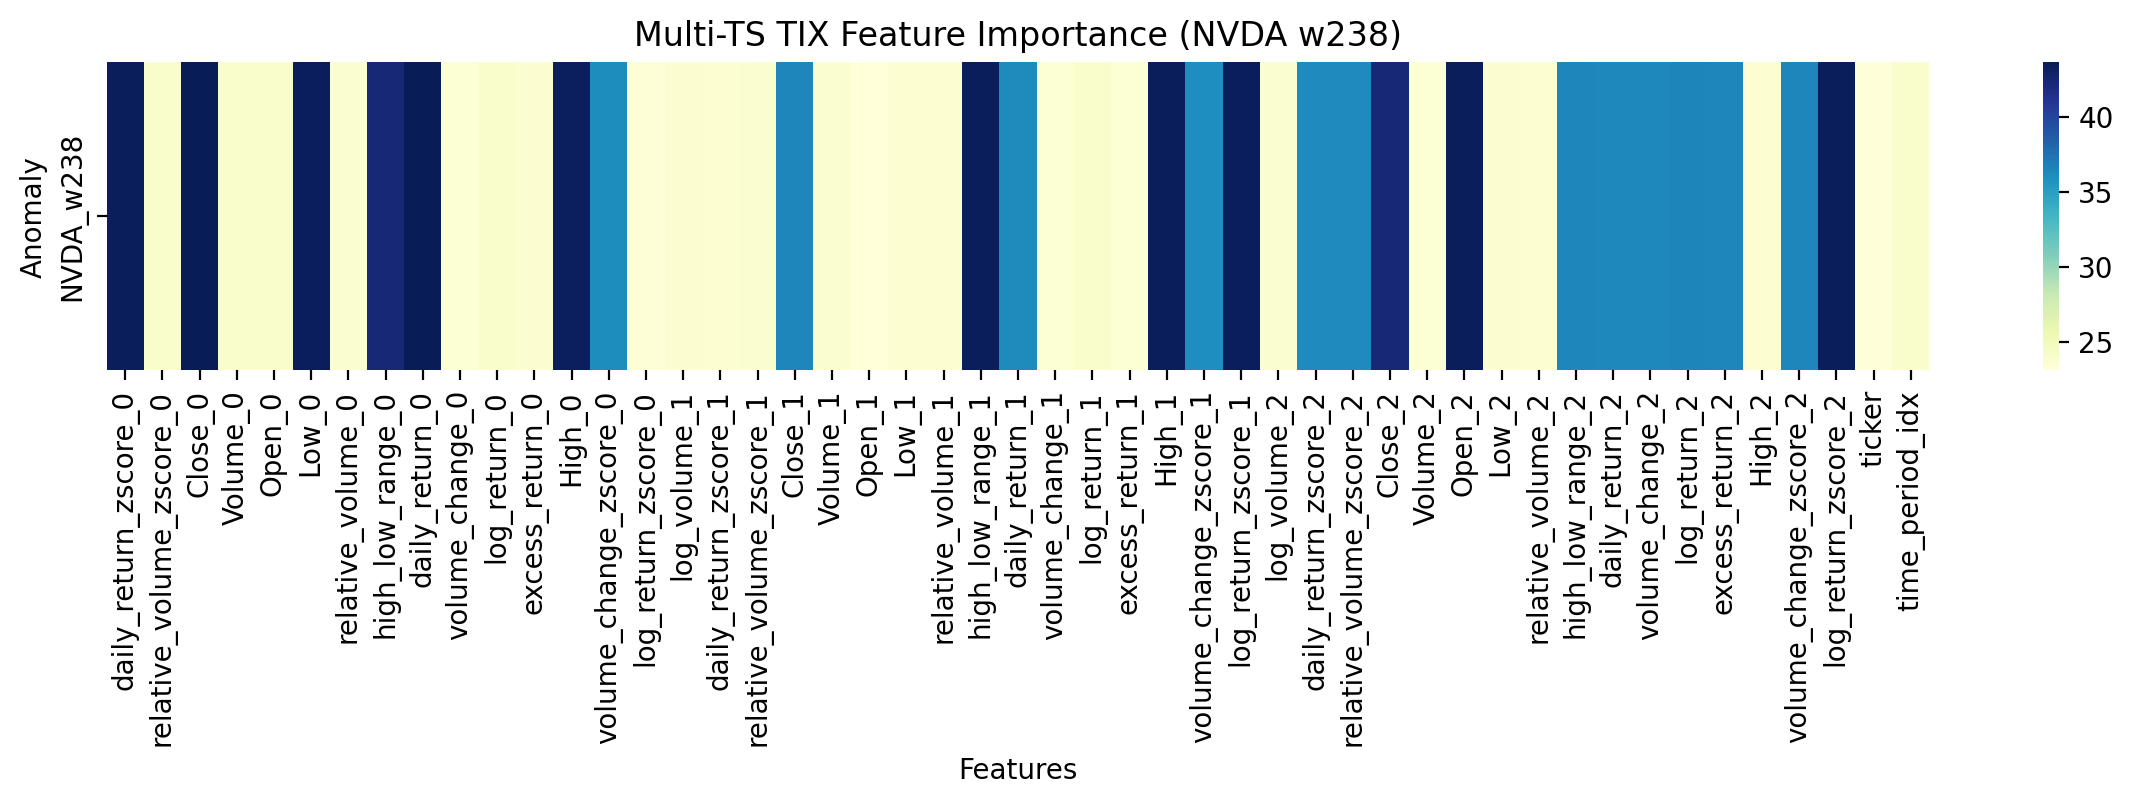 Multi-TS TIX Feature Importance (NVDA w238)
Anomaly
NVDA_w238
40
35
30
25
daily_return_zscore_0
relative_volume_zscore_0
Close_0
Volume_0
Open_0
Low_0
relative_volume_0
high_low_range_0
daily_return_0
volume_change_0
log_return_0
excess_return_0
High_0
volume_change_zscore_0
log_return_zscore_0
log_volume_1
daily_return_zscore_1
relative_volume_zscore_1
Close_1
Volume_1
Open_1
Low_1
relative_volume_1
high_low_range_1
daily_return_1
volume_change_1
log_return_1
excess_return_1
High_1
volume_change_zscore_1
log_return_zscore_1
log_volume_2
daily_return_zscore_2
relative_volume_zscore_2
Close_2
Volume_2
Open_2
Low_2
relative_volume_2
high_low_range_2
daily_return_2
volume_change_2
log_return_2
excess_return_2
High_2
volume_change_zscore_2
log_return_zscore_2
ticker
time_period_idx
Features